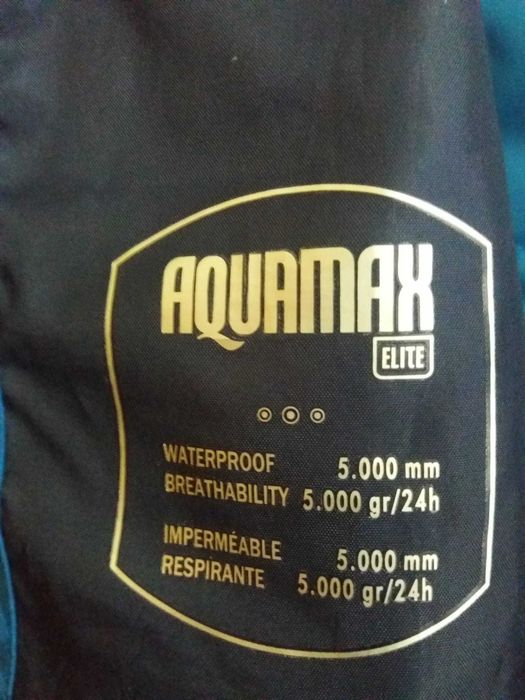 AQUAMAX
ELITE
WATERPROOF 5.000 mm
BREATHABILITY 5.000 gr/24h
IMPERMÉABLE 5.000 mm
RESPIRANTE 5.000 gr/24h